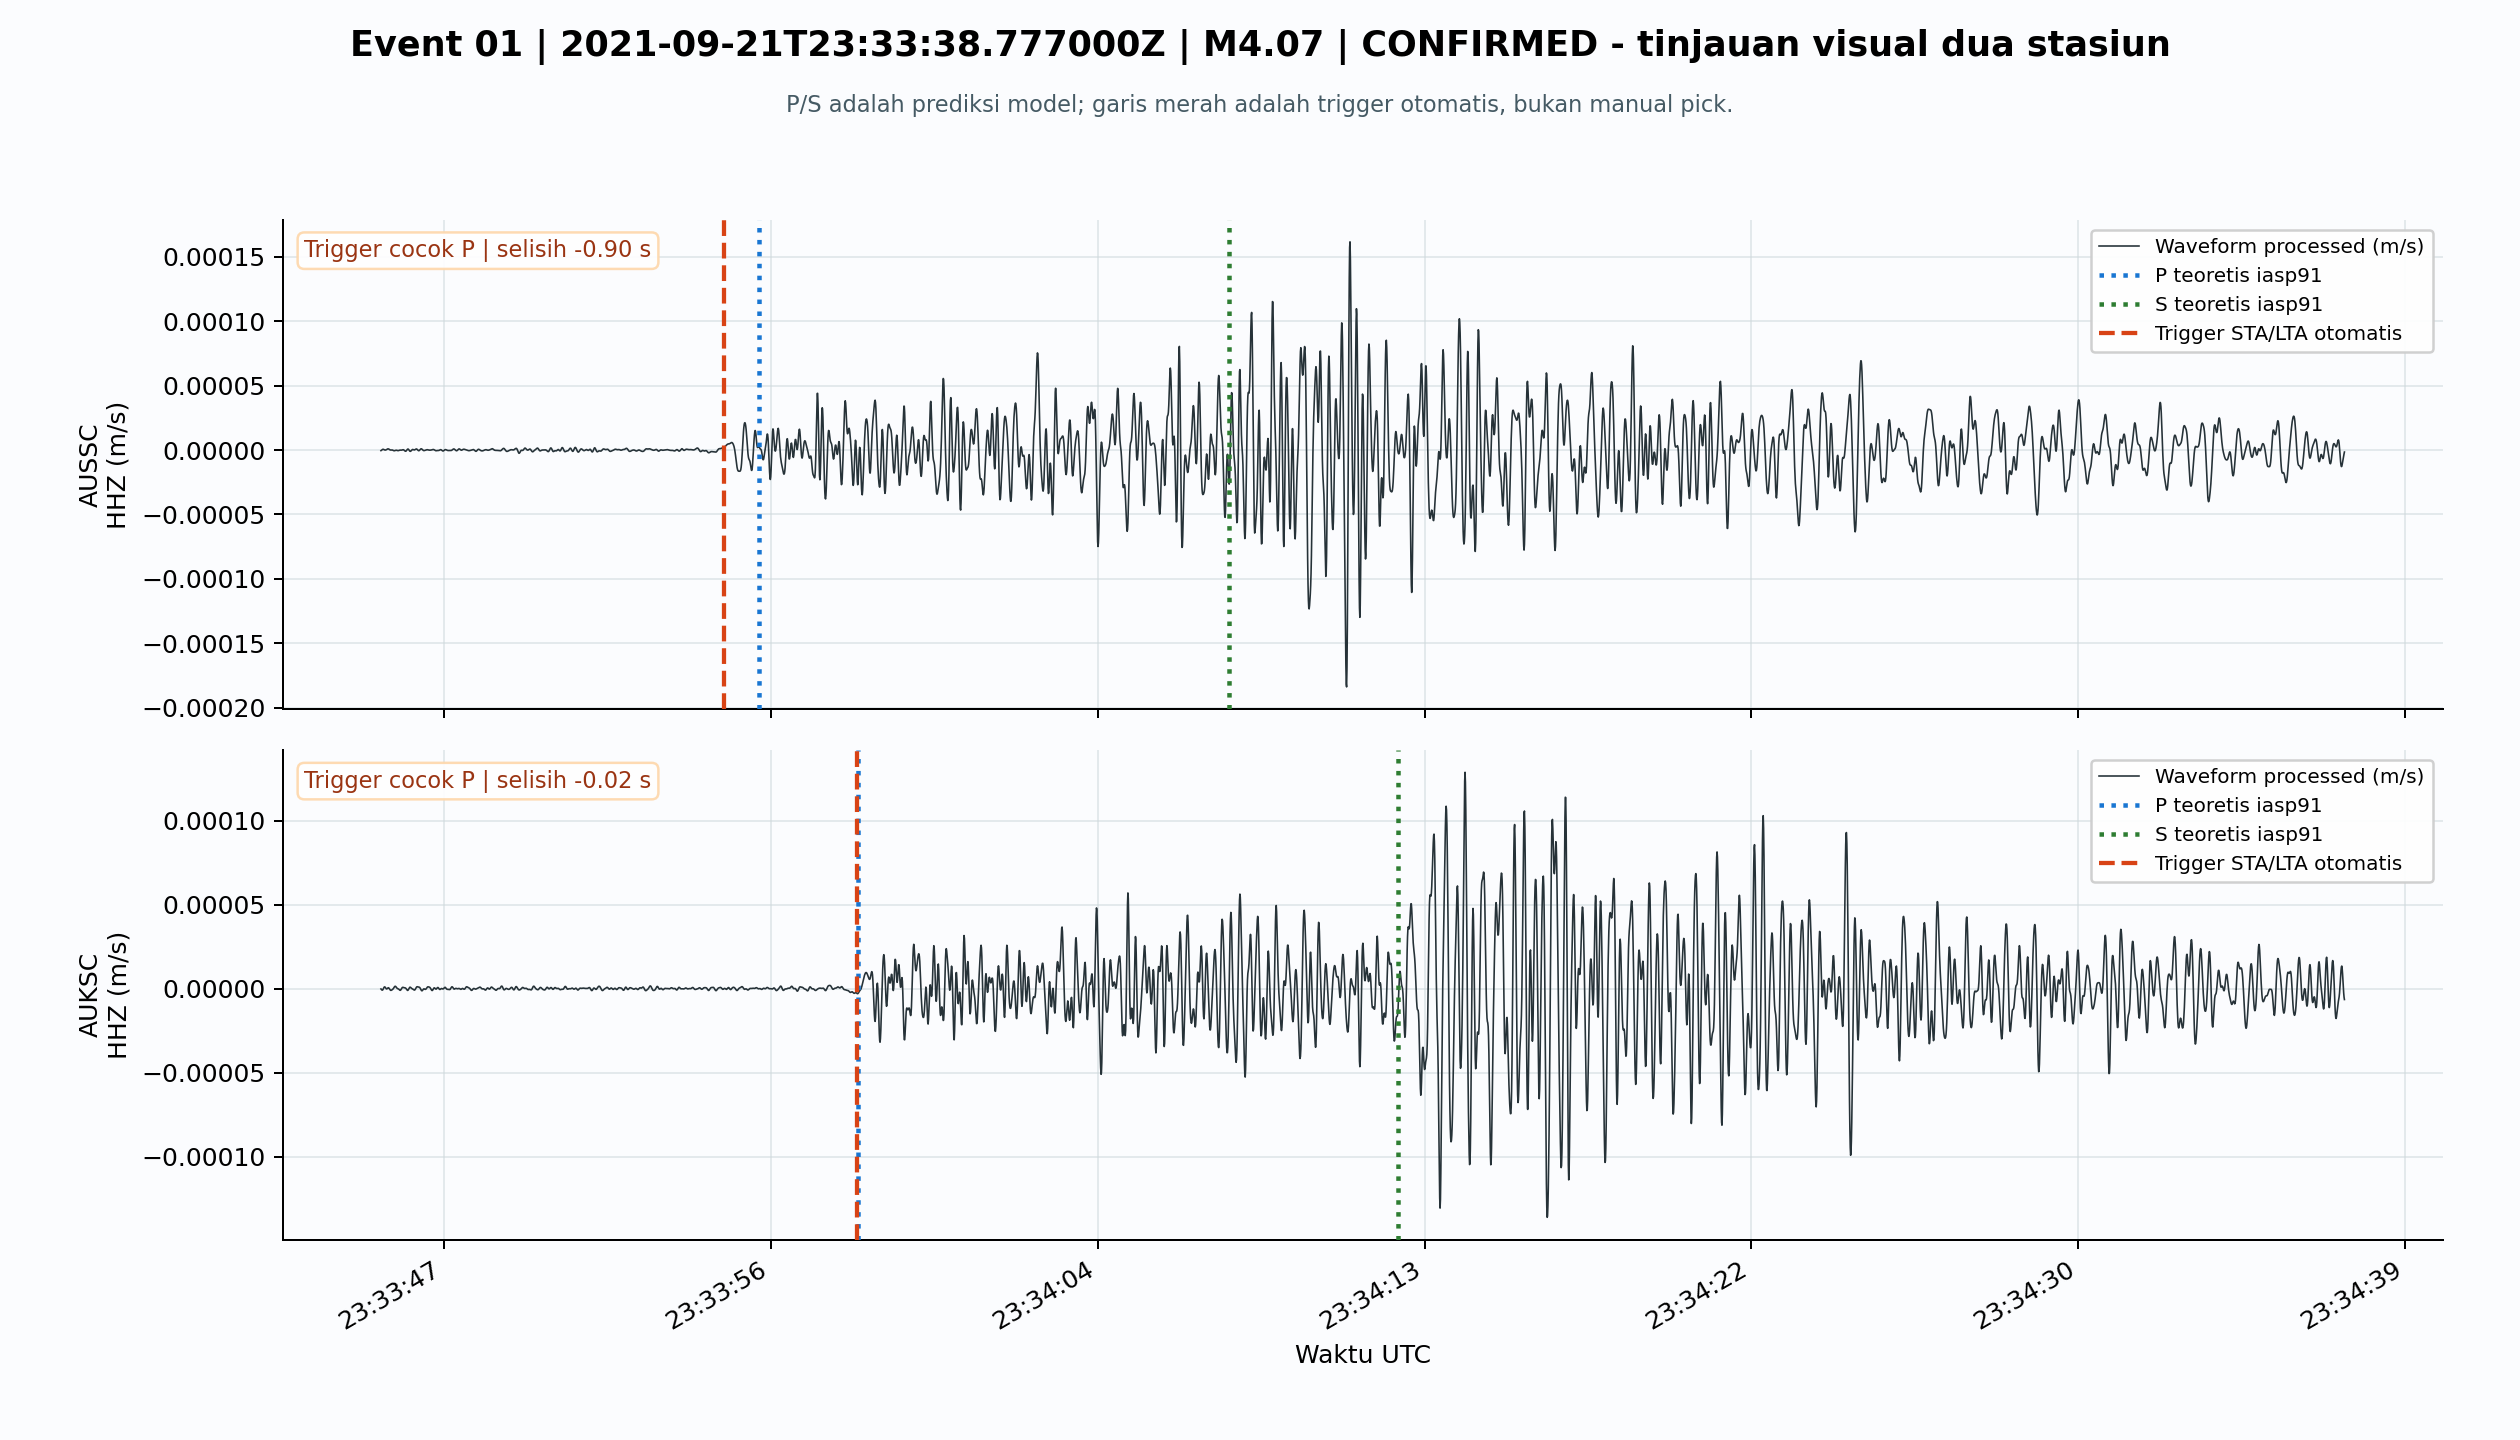 Event 01 | 2021-09-21T23:33:38.777000Z | M4.07 | CONFIRMED - tinjauan visual dua stasiun
P/S adalah prediksi model; garis merah adalah trigger otomatis, bukan manual pick.
Trigger cocok P | selisih -0.90 s
Waveform processed (m/s)
P teoretis iasp91
S teoretis iasp91
Trigger STA/LTA otomatis
0.00015
0.00010
0.00005
0.00000
−0.00005
−0.00010
−0.00015
−0.00020
AUSSC
HHZ (m/s)
Trigger cocok P | selisih -0.02 s
Waveform processed (m/s)
P teoretis iasp91
S teoretis iasp91
Trigger STA/LTA otomatis
0.00010
0.00005
0.00000
−0.00005
−0.00010
AUKSC
HHZ (m/s)
23:33:47
23:33:56
23:34:04
23:34:13
23:34:22
23:34:30
23:34:39
Waktu UTC